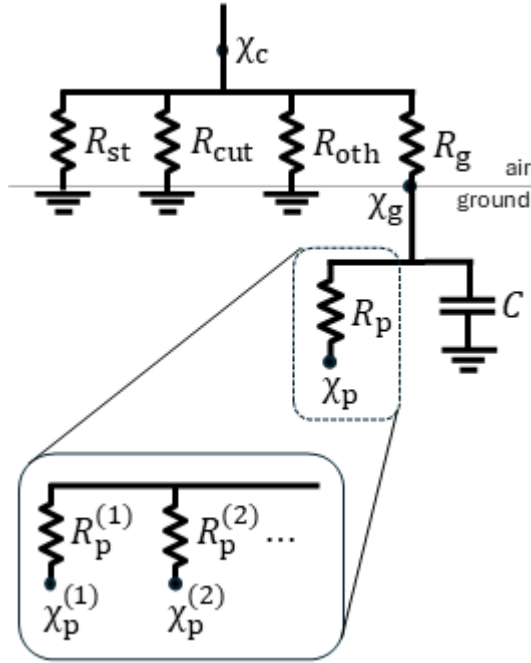 χc
Rst Rcut Roth Rg
air
χg ground
Rp C
χp
Rp(1) Rp(2) ...
χp(1) χp(2)